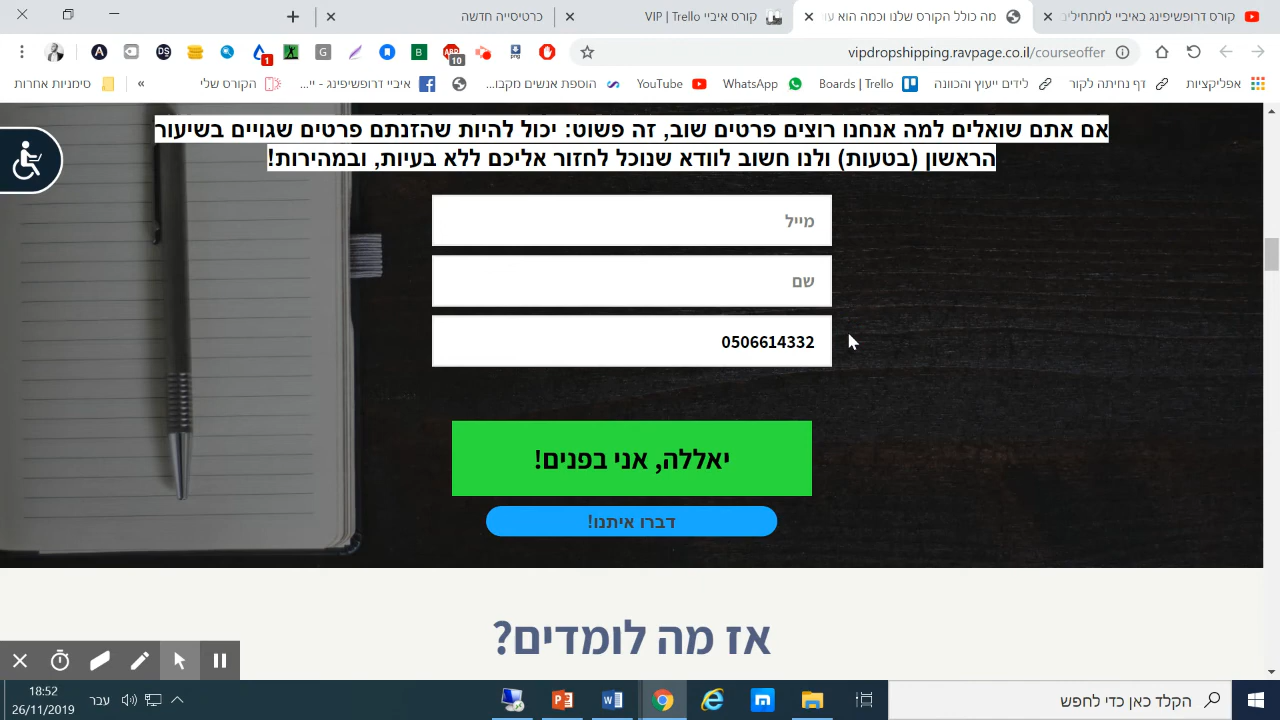 קורס דרופשיפינג באיביי למתחילים
מה כולל הקורס שלנו וכמה הוא
קורס איביי VIP | Trello
כרטיסייה חדשה
vipdropshipping.ravpage.co.il/courseoffer
אפליקציות
דף נחיתה לקור
לידים ייעוץ והכוונה
Boards | Trello
WhatsApp
YouTube
הוספת אנשים מקבו...
איביי דרופשיפינג - יי...
הקורס שלי
»
סימניות אחרות
אם אתם שואלים למה אנחנו רוצים פרטים שוב, זה פשוט: יכול להיות שהזנתם פרטים שגויים בשיעור
הראשון (בטעות) ולנו חשוב לוודא שנוכל לחזור אליכם ללא בעיות, ובמהירות!
מייל
שם
0506614332
יאללה, אני בפנים!
דברו איתנו!
אז מה לומדים?
הקלד כאן כדי לחפש
עבר
18:52
26/11/2019